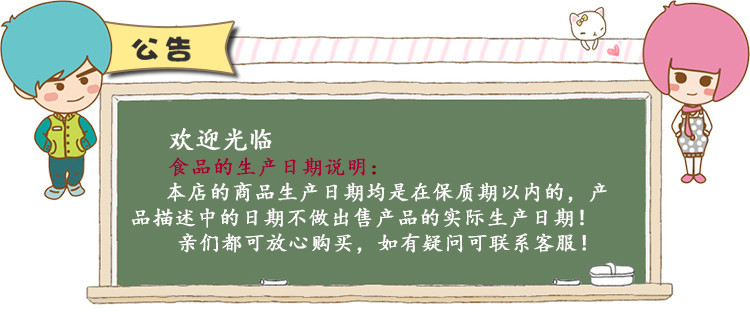 公告
欢迎光临
食品的生产日期说明：
本店的商品生产日期均是在保质期以内的，产
品描述中的日期不做出售产品的实际生产日期！
亲们都可放心购买，如有疑问可联系客服！